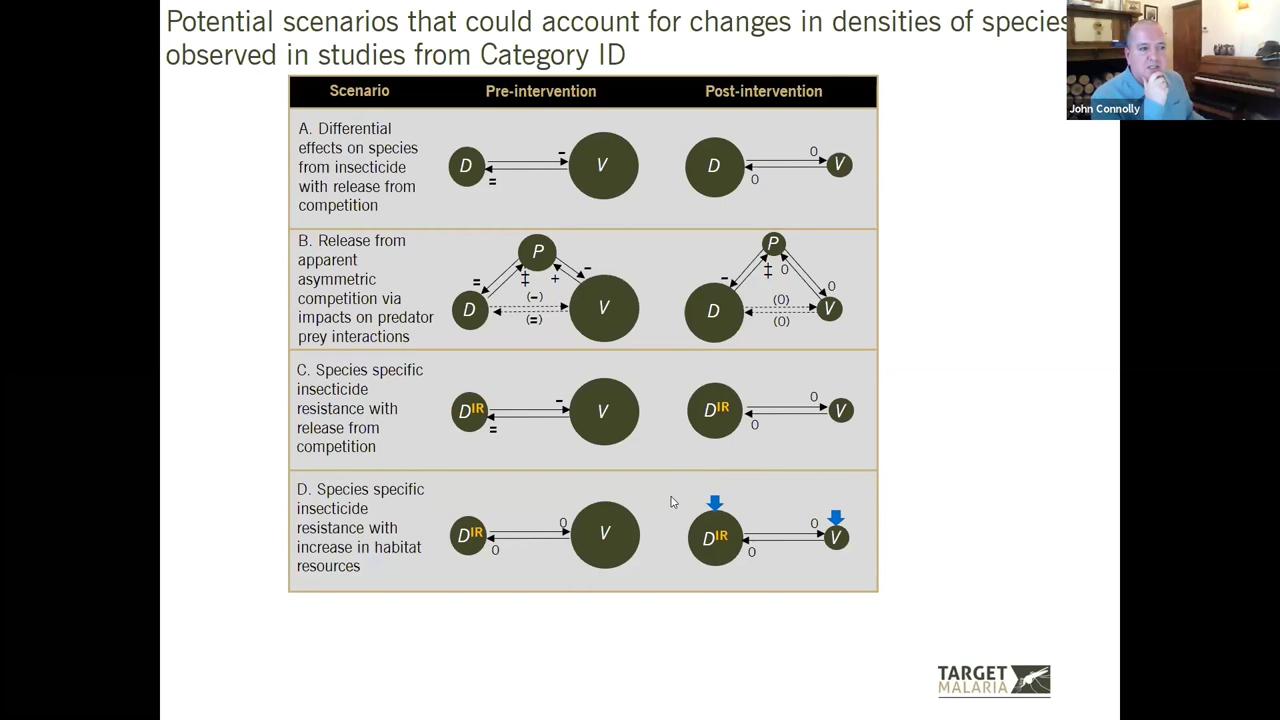 Potential scenarios that could account for changes in densities of species
observed in studies from Category ID
John Connolly
Scenario Pre-intervention Post-intervention
A. Differential
effects on species
from insecticide
with release from
competition
D - = V
D 0 0 V
B. Release from
apparent
asymmetric
competition via
impacts on predator
prey interactions
P = ‡ + - D (-) (=) V
P - ‡ 0 0 D (0) (0) V
C. Species specific
insecticide
resistance with
release from
competition
DIR - = V
DIR 0 0 V
D. Species specific
insecticide
resistance with
increase in habitat
resources
DIR 0 0 V
DIR 0 0 V
TARGET
MALARIA